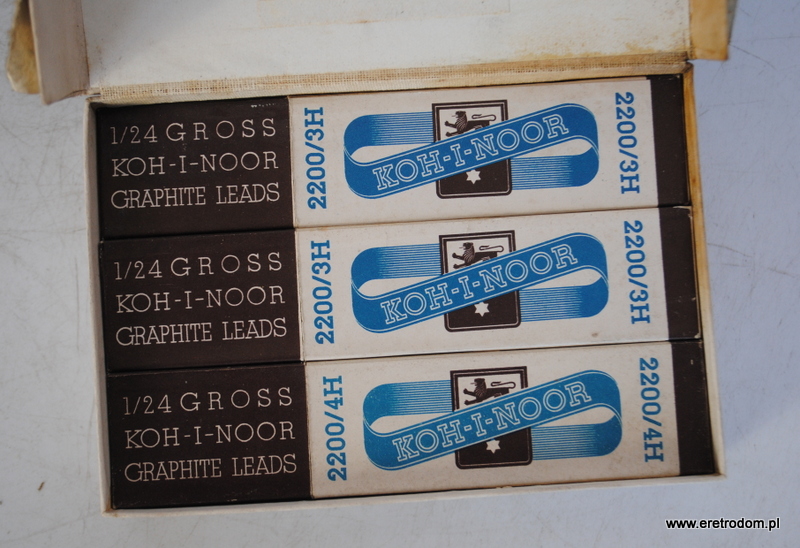 1/24 GROSS
KOH-I-NOOR
GRAPHITE LEADS
2200/3H
KOH-I-NOOR
2200/3H
1/24 GROSS
KOH-I-NOOR
GRAPHITE LEADS
2200/3H
KOH-I-NOOR
2200/3H
1/24 GROSS
KOH-I-NOOR
GRAPHITE LEADS
2200/4H
KOH-I-NOOR
2200/4H
www.eretrodom.pl